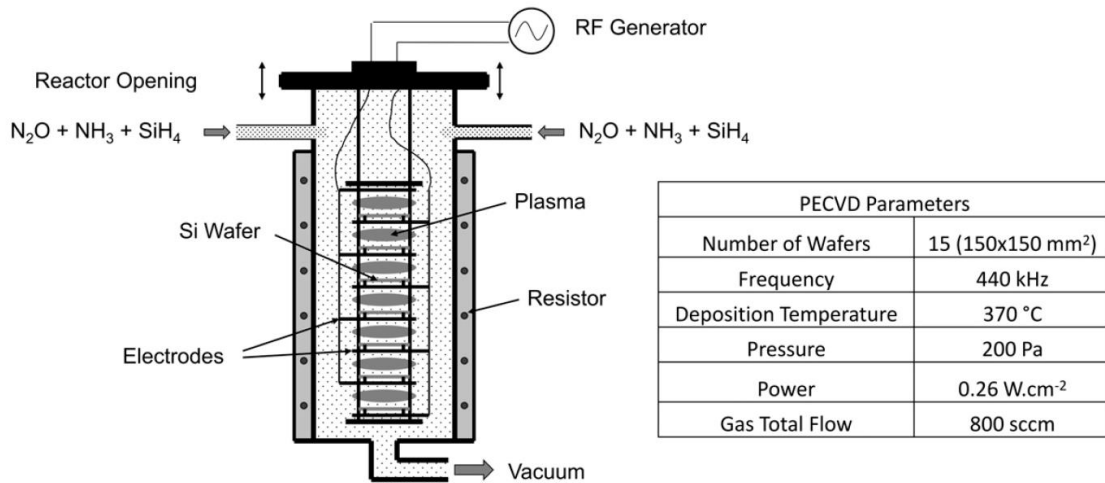 RF Generator
Reactor Opening
N₂O + NH₃ + SiH₄
N₂O + NH₃ + SiH₄
Plasma
Si Wafer
Resistor
Electrodes
Vacuum
PECVD Parameters
Number of Wafers 15 (150x150 mm²)
Frequency 440 kHz
Deposition Temperature 370 °C
Pressure 200 Pa
Power 0.26 W.cm⁻²
Gas Total Flow 800 sccm